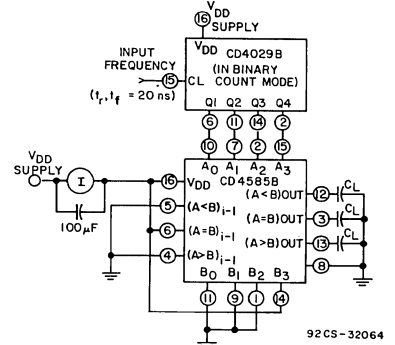 16 VDD SUPPLY
INPUT FREQUENCY
(tr, tf = 20 ns)
15 CL
VDD
CD4029B
(IN BINARY COUNT MODE)
Q1 Q2 Q3 Q4
6 11 14 2
10 7 2 15
A0 A1 A2 A3
VDD SUPPLY
I
100µF
16 VDD
CD4585B
5 (A<B)i-1
6 (A=B)i-1
4 (A>B)i-1
(A<B)OUT 12 CL
(A=B)OUT 3 CL
(A>B)OUT 13 CL
8
B0 B1 B2 B3
11 9 1 14
92CS-32064